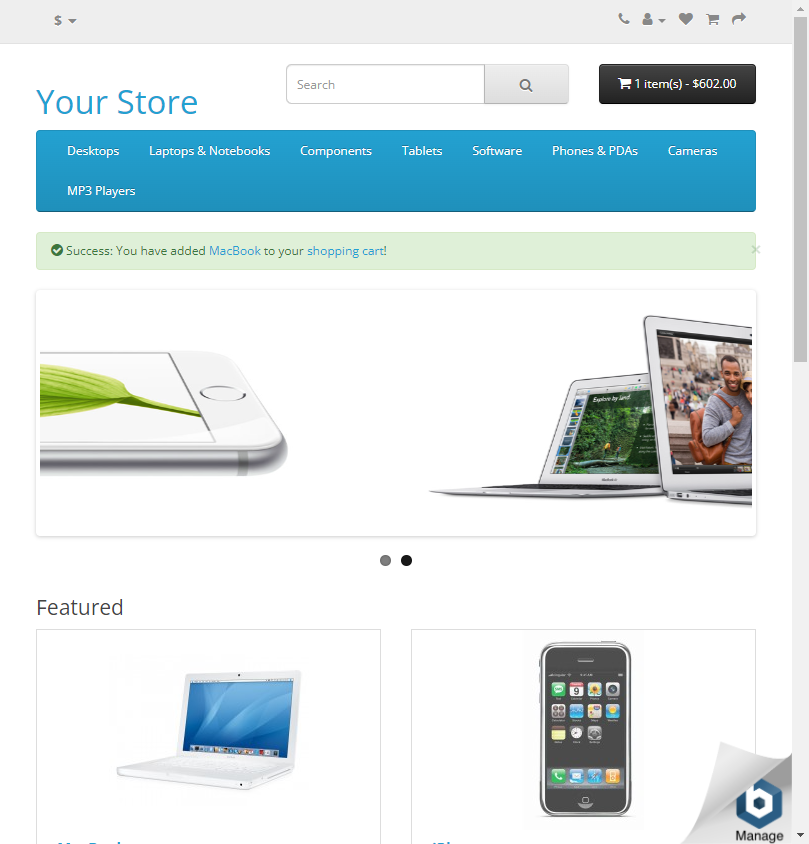 $
Your Store
Search
1 item(s) - $602.00
Desktops
Laptops & Notebooks
Components
Tablets
Software
Phones & PDAs
Cameras
MP3 Players
Success: You have added MacBook to your shopping cart!
×
Explore by land.
Featured
Manage